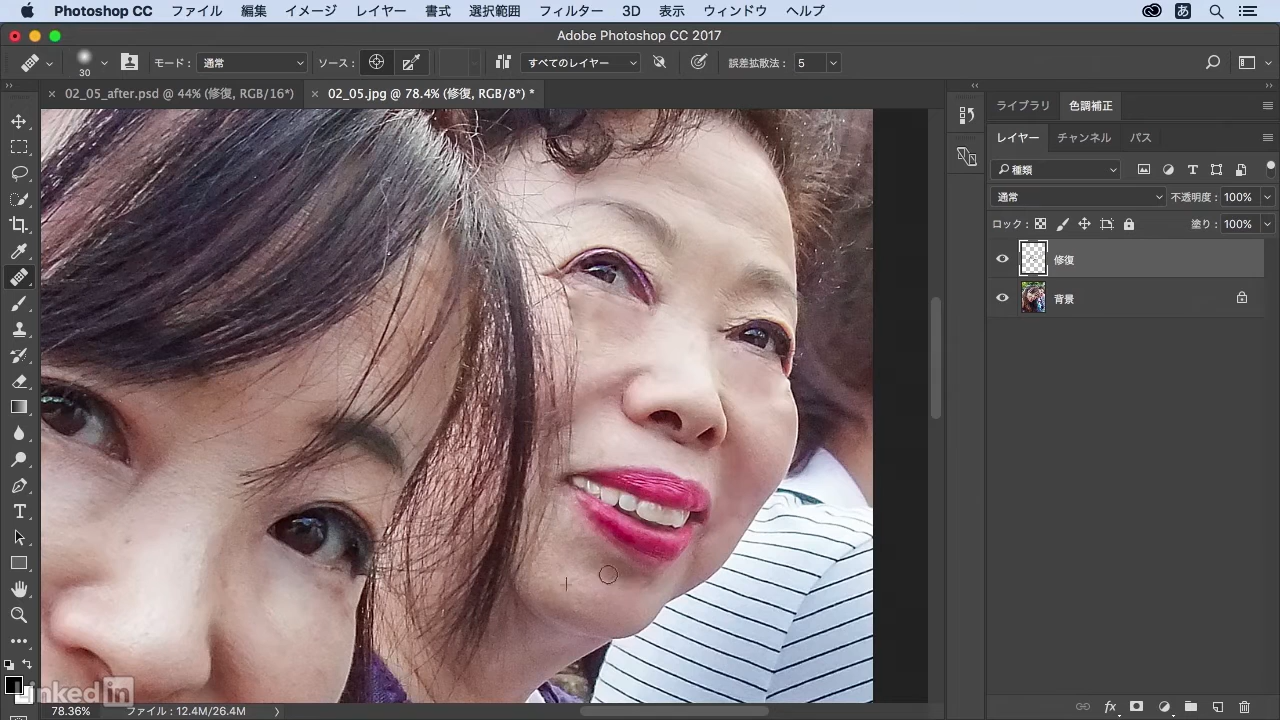 Photoshop CC ファイル 編集 イメージ レイヤー 書式 選択範囲 フィルター 3D 表示 ウィンドウ ヘルプ あ
Adobe Photoshop CC 2017
30 モード : 通常 ソース : すべてのレイヤー 誤差拡散法 : 5
× 02_05_after.psd @ 44% (修復, RGB/16*) × 02_05.jpg @ 78.4% (修復, RGB/8*) *
ライブラリ 色調補正
レイヤー チャンネル パス
種類
通常 不透明度 : 100%
ロック : 塗り : 100%
修復
背景
Linked in
78.36% ファイル : 12.4M/26.4M